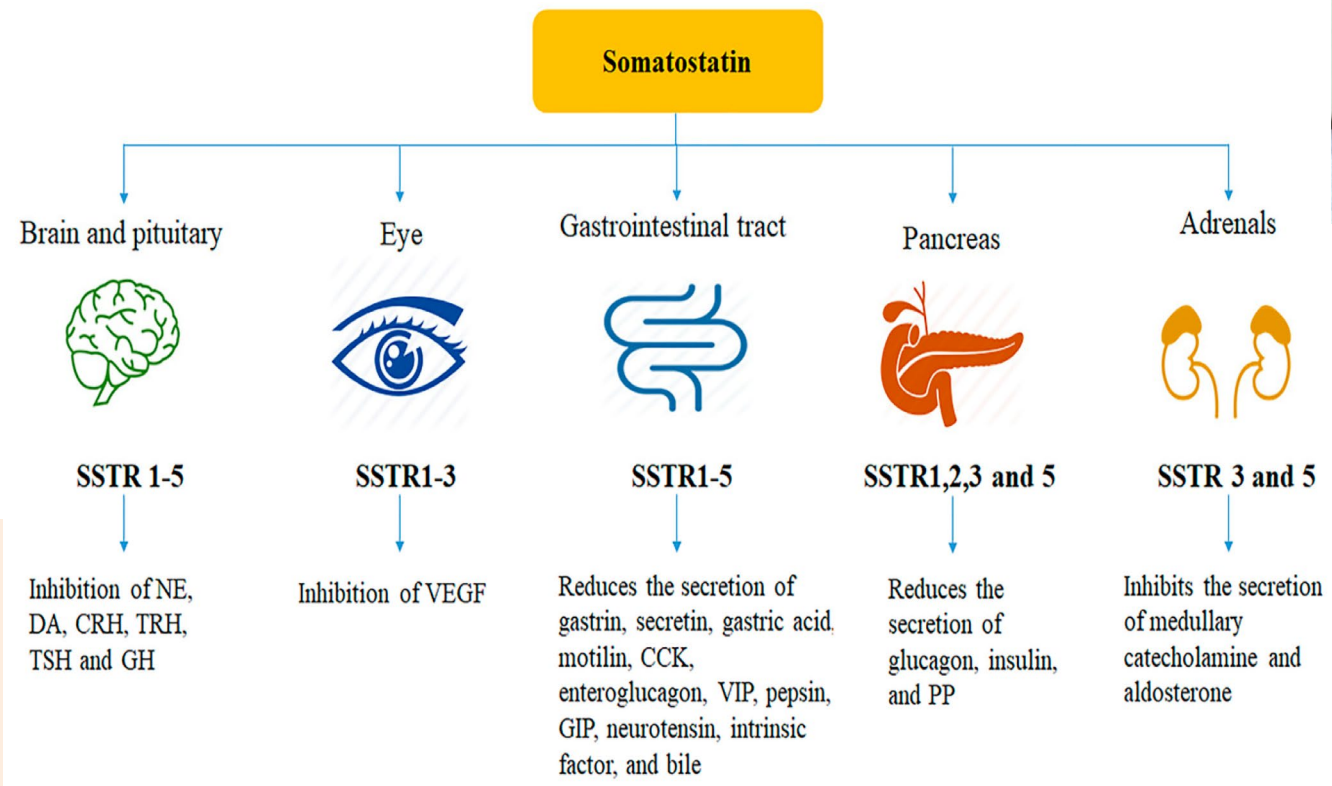 Somatostatin
Brain and pituitary
Eye
Gastrointestinal tract
Pancreas
Adrenals
SSTR 1-5
SSTR1-3
SSTR1-5
SSTR1,2,3 and 5
SSTR 3 and 5
Inhibition of NE,
DA, CRH, TRH,
TSH and GH
Inhibition of VEGF
Reduces the secretion of
gastrin, secretin, gastric acid,
motilin, CCK,
enteroglucagon, VIP, pepsin,
GIP, neurotensin, intrinsic
factor, and bile
Reduces the
secretion of
glucagon, insulin,
and PP
Inhibits the secretion
of medullary
catecholamine and
aldosterone